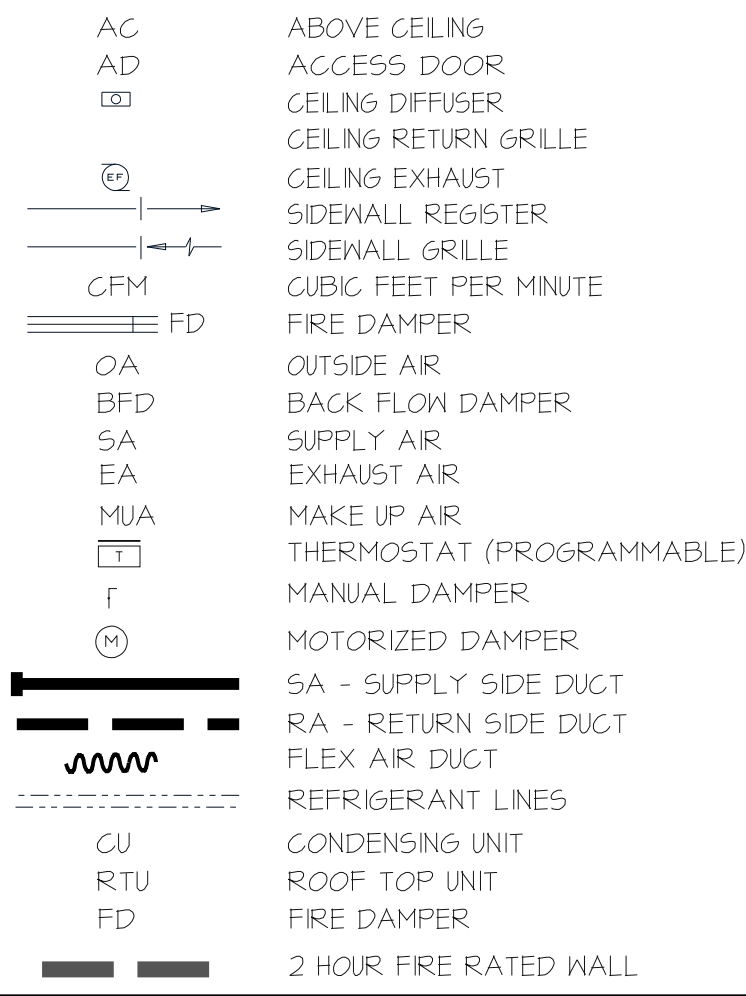 AC ABOVE CEILING
AD ACCESS DOOR
CEILING DIFFUSER
CEILING RETURN GRILLE
EF CEILING EXHAUST
SIDEWALL REGISTER
SIDEWALL GRILLE
CFM CUBIC FEET PER MINUTE
FD FIRE DAMPER
OA OUTSIDE AIR
BFD BACK FLOW DAMPER
SA SUPPLY AIR
EA EXHAUST AIR
MUA MAKE UP AIR
T THERMOSTAT (PROGRAMMABLE)
MANUAL DAMPER
M MOTORIZED DAMPER
SA - SUPPLY SIDE DUCT
RA - RETURN SIDE DUCT
FLEX AIR DUCT
REFRIGERANT LINES
CU CONDENSING UNIT
RTU ROOF TOP UNIT
FD FIRE DAMPER
2 HOUR FIRE RATED WALL